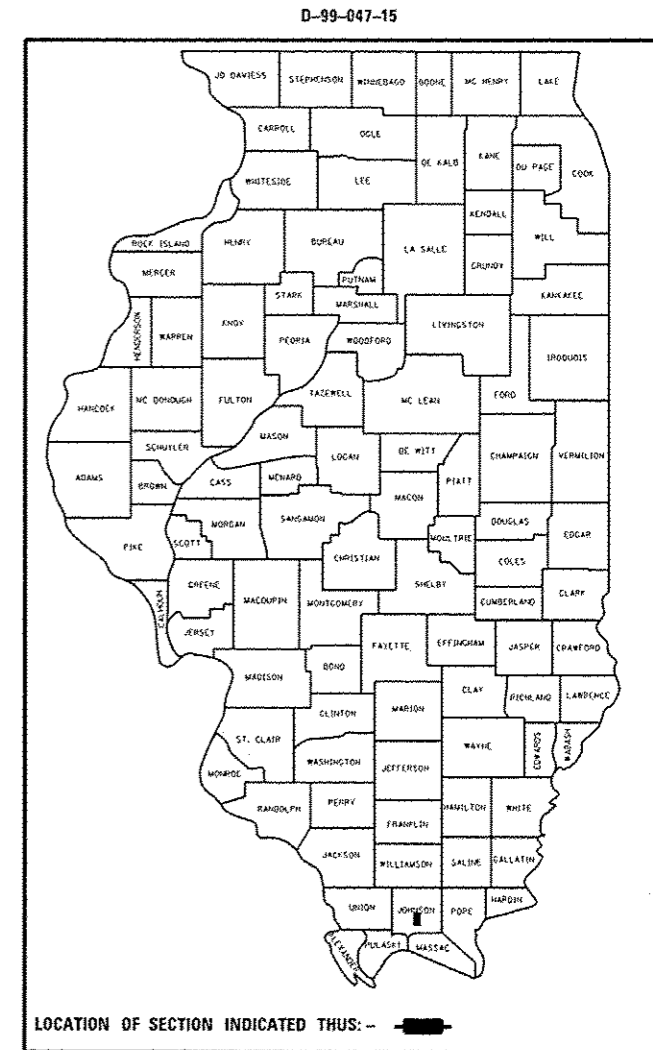 D-99-047-15
JO DAVIESS STEPHENSON WINNEBAGO BOONE MC HENRY LAKE
CARROLL OGLE DE KALB KANE DU PAGE COOK
WHITESIDE LEE KENDALL WILL
ROCK ISLAND HENRY BUREAU LA SALLE GRUNDY
MERCER PUTNAM KANKAKEE
STARK MARSHALL
HENDERSON WARREN KNOX PEORIA WOODFORD LIVINGSTON IROQUOIS
HANCOCK MC DONOUGH FULTON TAZEWELL MC LEAN FORD
SCHUYLER MASON LOGAN DE WITT CHAMPAIGN VERMILION
ADAMS BROWN CASS MENARD MACON PIATT
PIKE SCOTT MORGAN SANGAMON MOULTRIE DOUGLAS EDGAR
CHRISTIAN COLES
CALHOUN GREENE MACOUPIN MONTGOMERY SHELBY CUMBERLAND CLARK
JERSEY FAYETTE EFFINGHAM JASPER CRAWFORD
MADISON BOND CLAY RICHLAND LAWRENCE
CLINTON MARION
ST. CLAIR WAYNE EDWARDS WABASH
MONROE WASHINGTON JEFFERSON
RANDOLPH PERRY HAMILTON WHITE
FRANKLIN
JACKSON WILLIAMSON SALINE GALLATIN
UNION JOHNSON POPE HARDIN
ALEXANDER PULASKI MASSAC
LOCATION OF SECTION INDICATED THUS: -